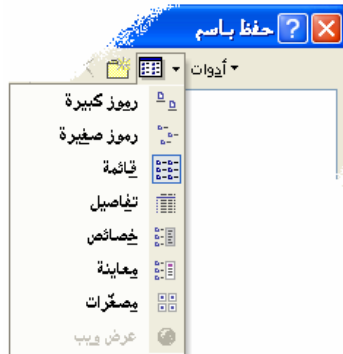 حفظ باسم
أدوات
رموز كبيرة
رموز صغيرة
قائمة
تفاصيل
خصائص
معاينة
مصغّرات
عرض ويب